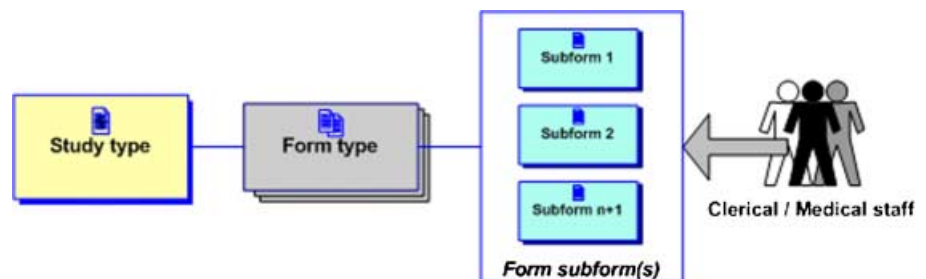 Study type
Form type
Subform 1
Subform 2
Subform n+1
Form subform(s)
Clerical / Medical staff